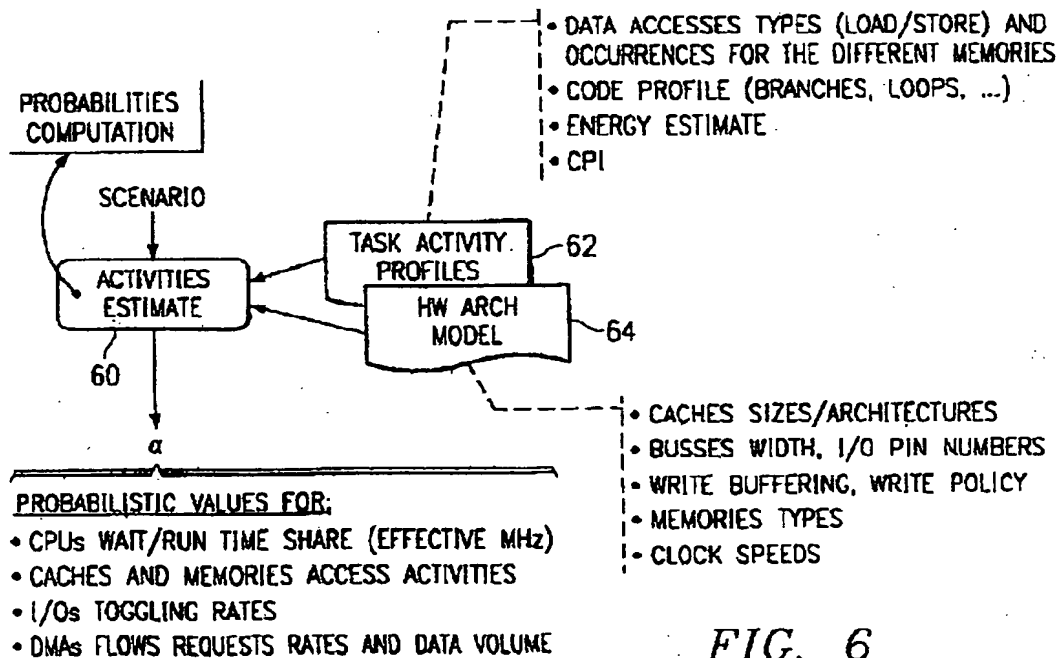 • DATA ACCESSES TYPES (LOAD/STORE) AND
OCCURRENCES FOR THE DIFFERENT MEMORIES
• CODE PROFILE (BRANCHES, LOOPS, ...)
• ENERGY ESTIMATE
• CPI
PROBABILITIES
COMPUTATION
SCENARIO
ACTIVITIES
ESTIMATE
60
TASK ACTIVITY
PROFILES
62
HW ARCH
MODEL
64
α
• CACHES SIZES/ARCHITECTURES
• BUSSES WIDTH, I/O PIN NUMBERS
• WRITE BUFFERING, WRITE POLICY
• MEMORIES TYPES
• CLOCK SPEEDS
PROBABILISTIC VALUES FOR:
• CPUs WAIT/RUN TIME SHARE (EFFECTIVE MHz)
• CACHES AND MEMORIES ACCESS ACTIVITIES
• I/Os TOGGLING RATES
• DMAs FLOWS REQUESTS RATES AND DATA VOLUME
FIG. 6